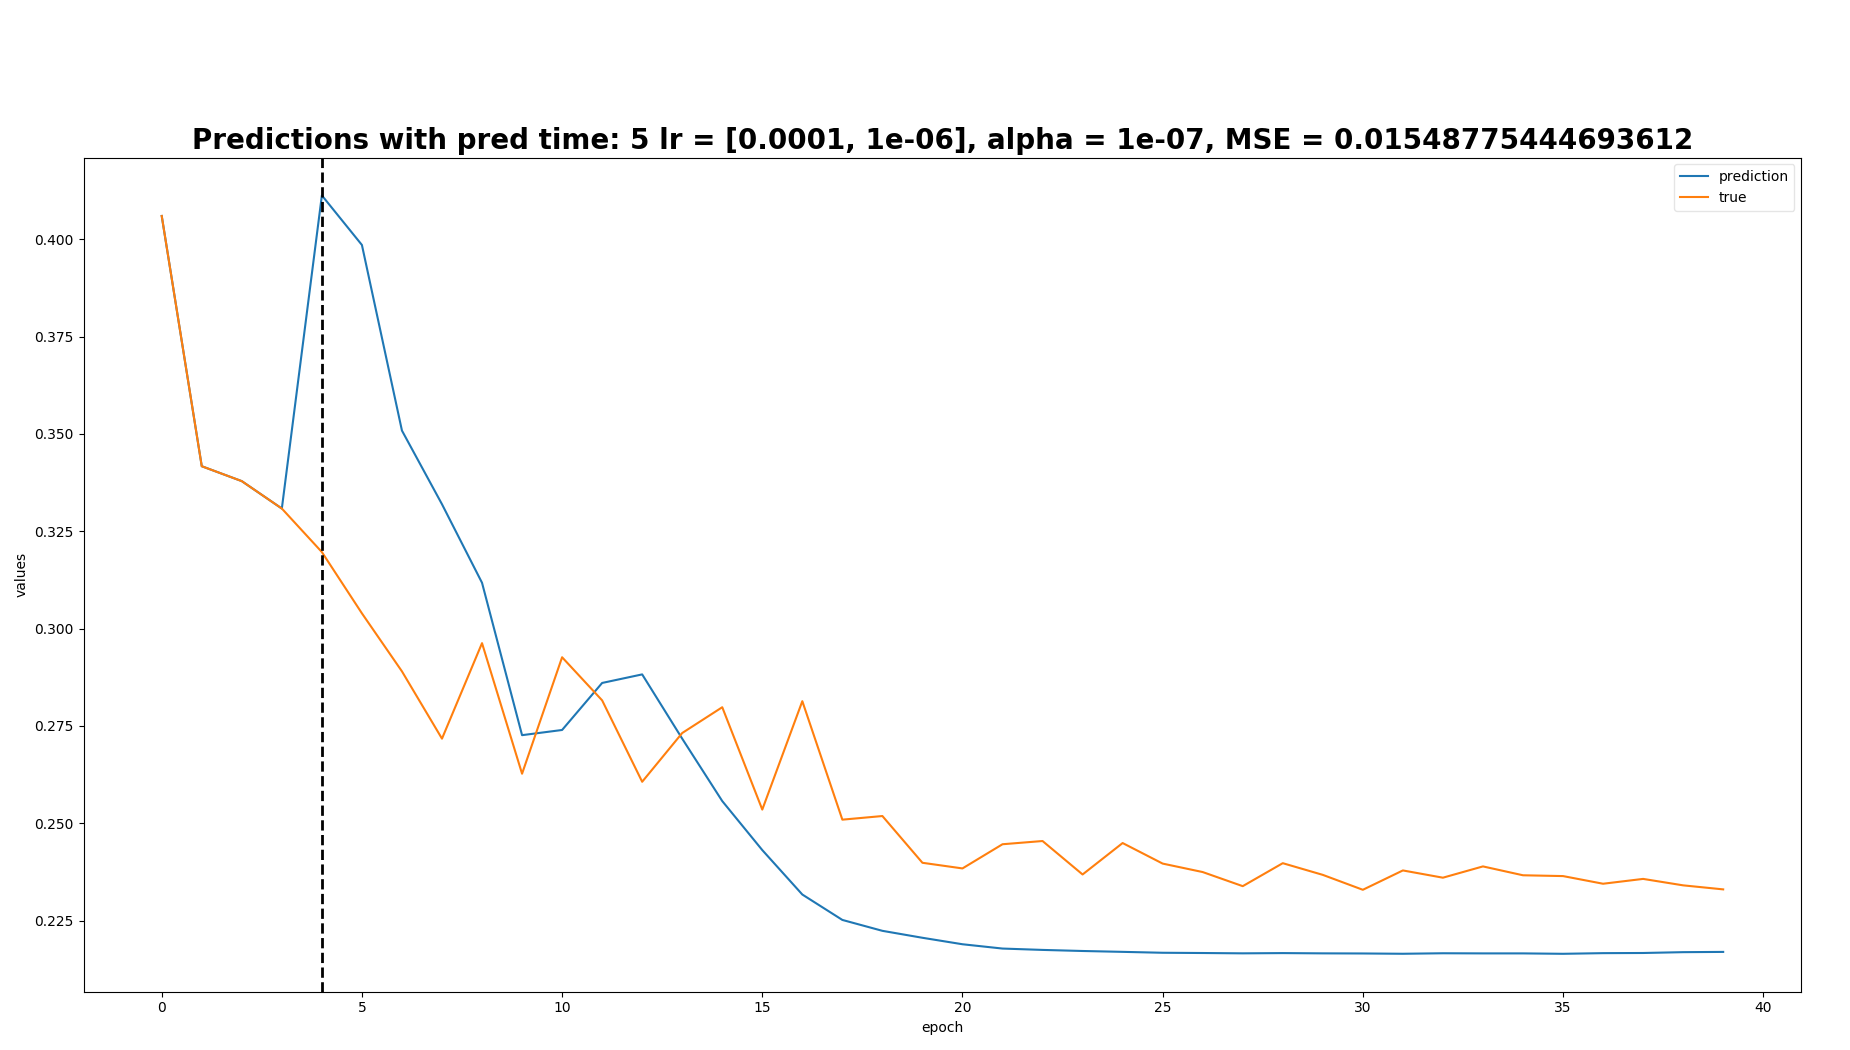 Predictions with pred time: 5 lr = [0.0001, 1e-06], alpha = 1e-07, MSE = 0.01548775444693612
prediction
true
0.400
0.375
0.350
0.325
0.300
0.275
0.250
0.225
values
0 5 10 15 20 25 30 35 40
epoch